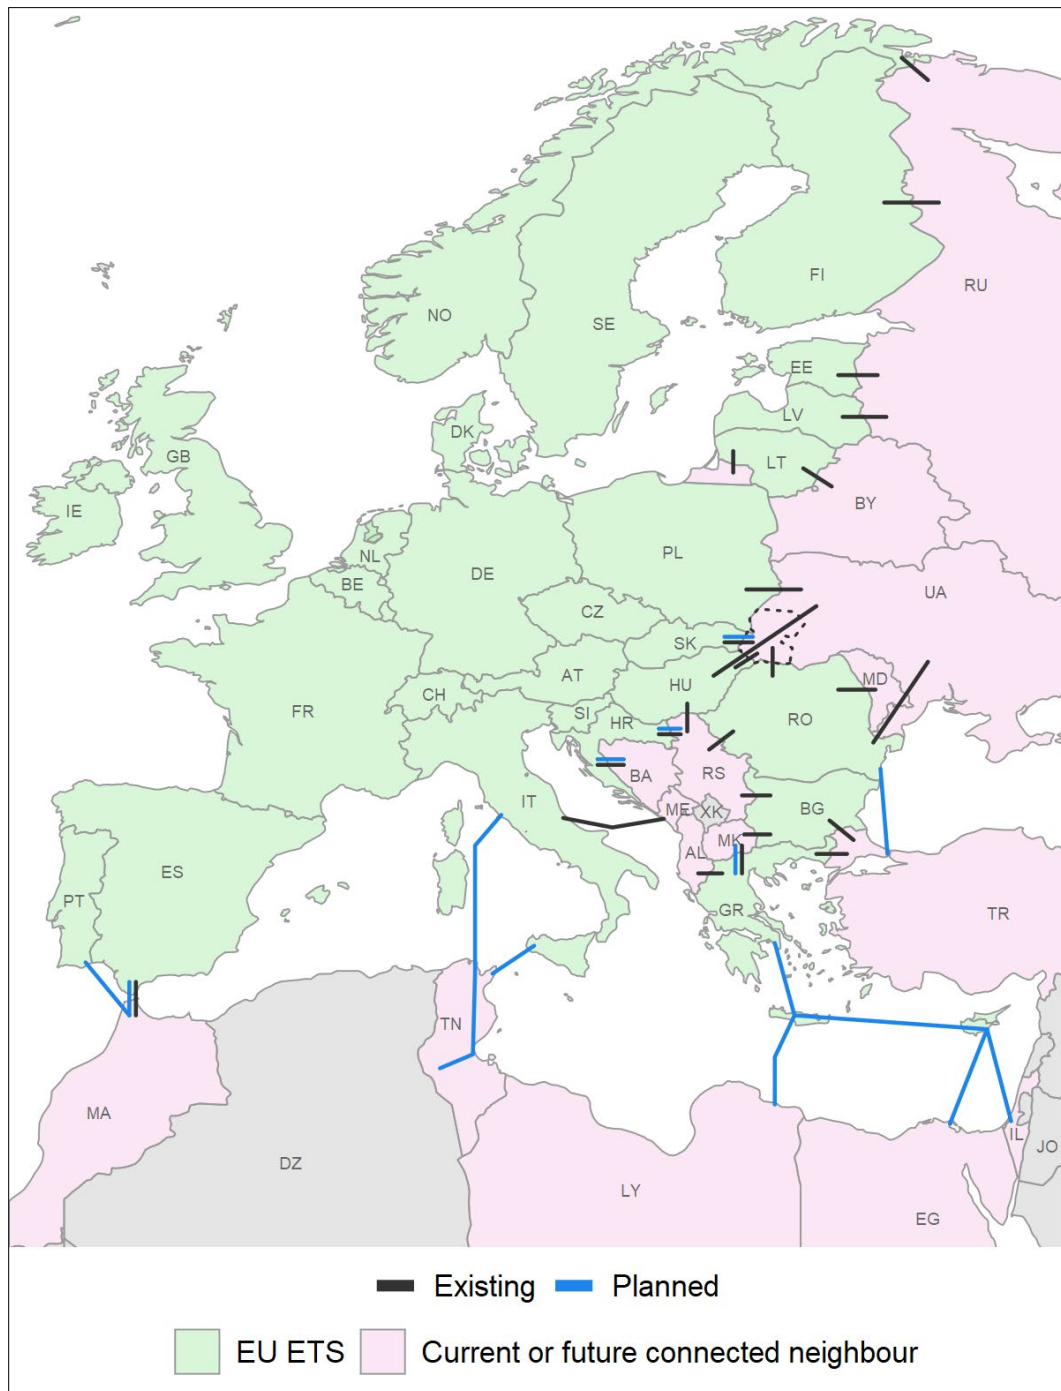 RU
FI
NO
SE
EE
LV
DK
GB
LT
BY
IE
PL
NL
DE
BE
UA
CZ
SK
AT
HU
MD
CH
FR
SI
HR
RO
RS
BA
IT
ME
XK
BG
MK
AL
ES
PT
GR
TR
TN
MA
IL
JO
DZ
LY
EG
Existing Planned
EU ETS Current or future connected neighbour